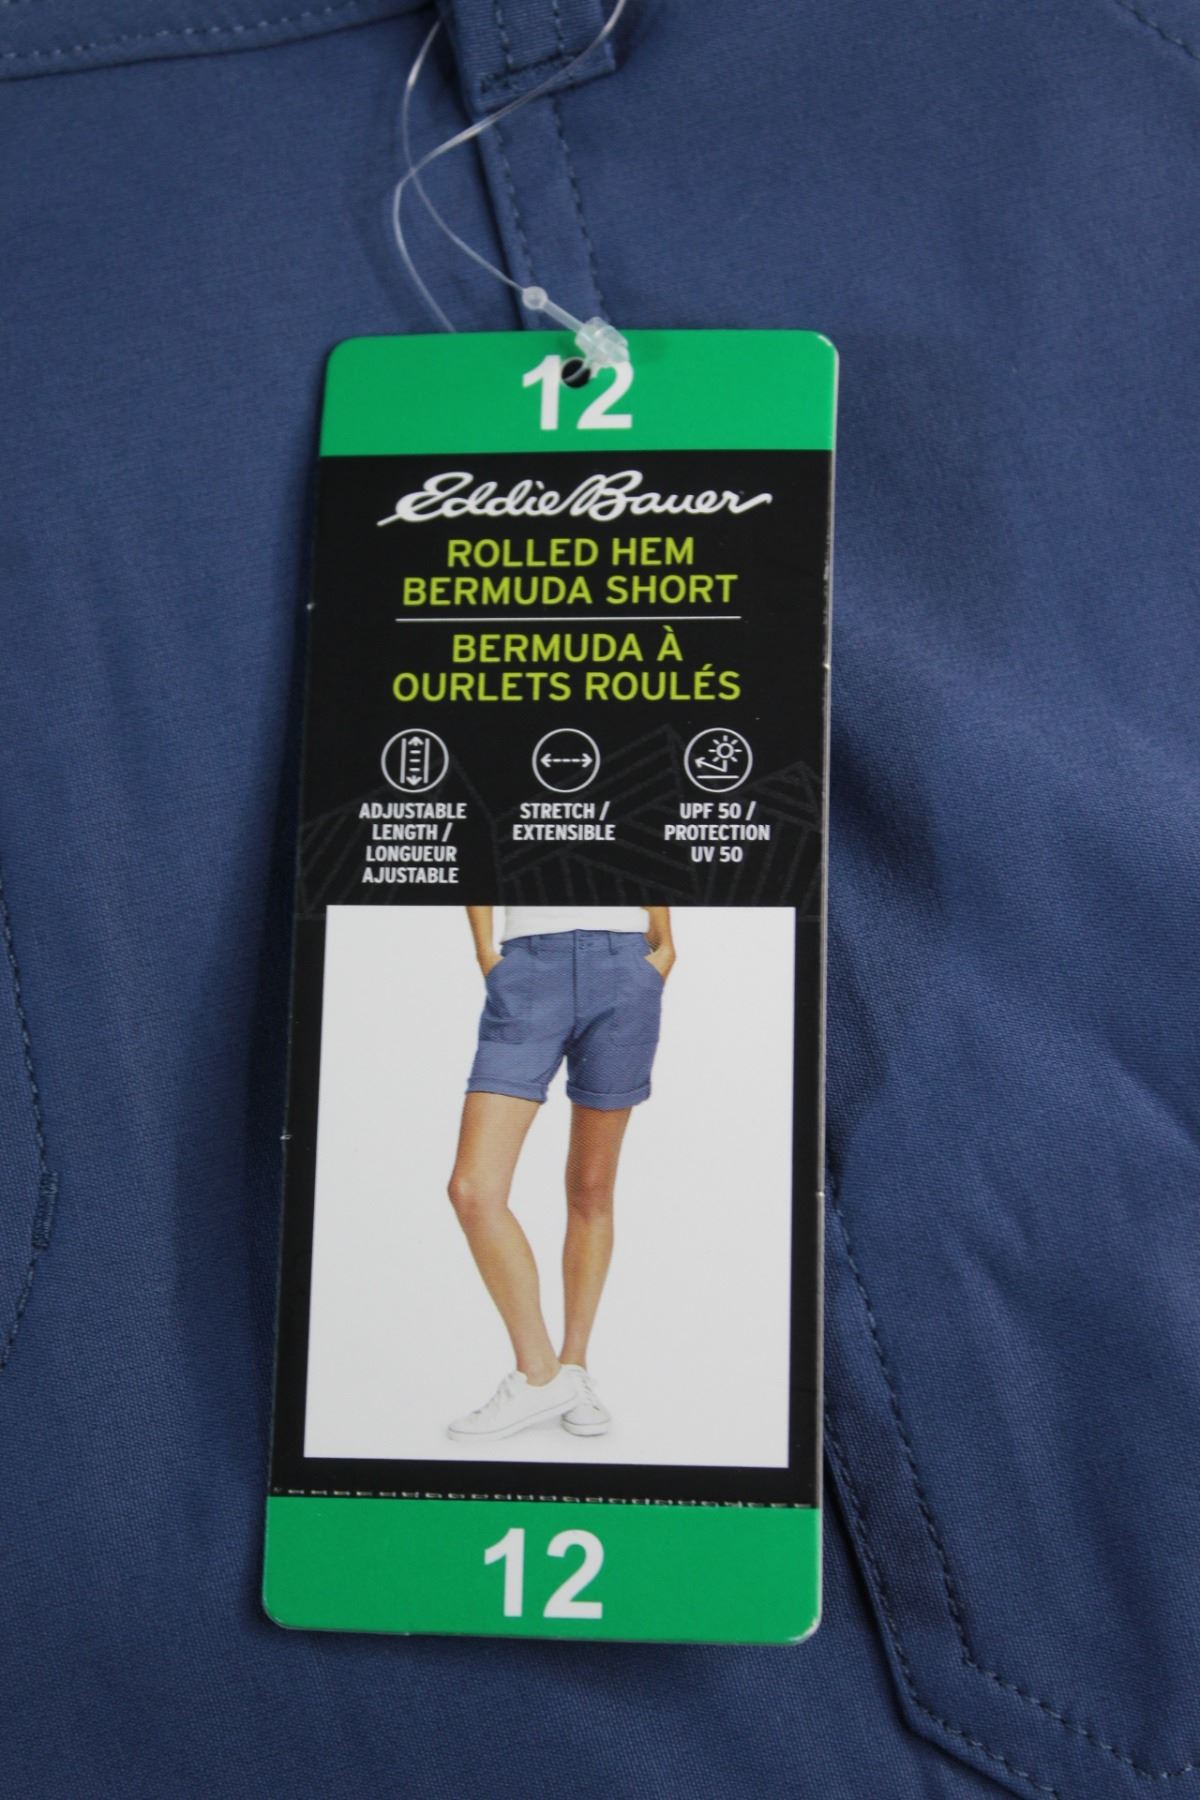 12
Eddie Bauer
ROLLED HEM
BERMUDA SHORT
BERMUDA À
OURLETS ROULÉS
ADJUSTABLE
LENGTH /
LONGUEUR
AJUSTABLE
STRETCH /
EXTENSIBLE
UPF 50 /
PROTECTION
UV 50
12